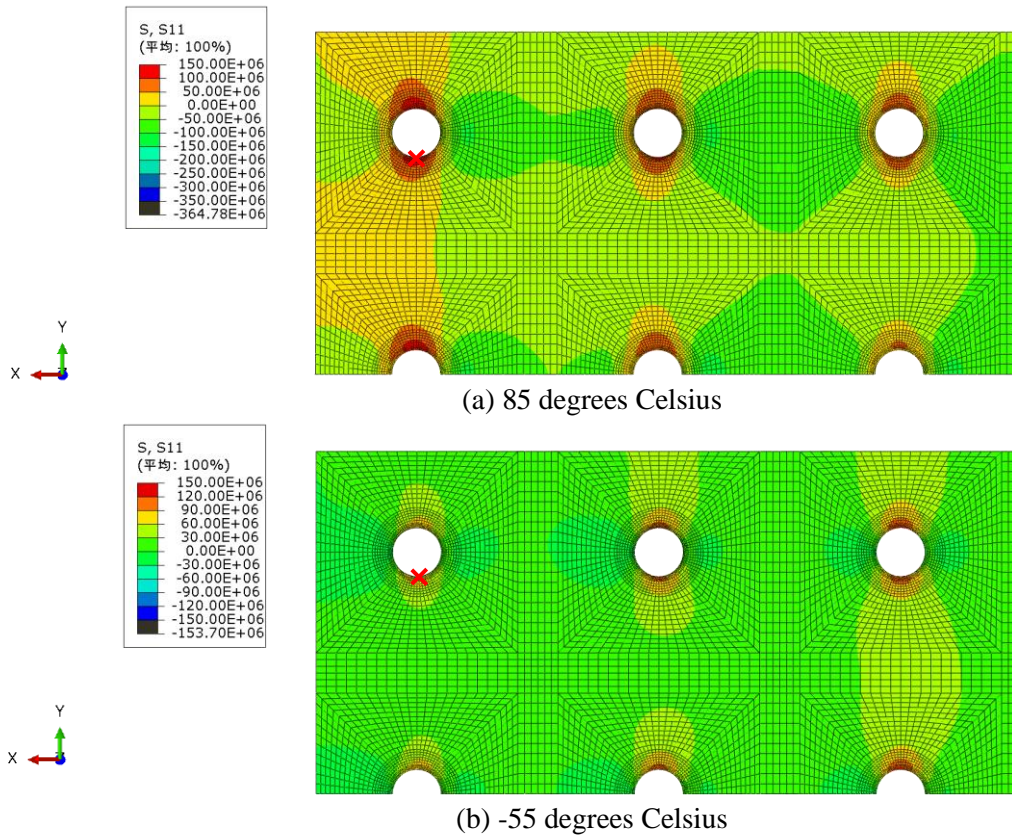 S, S11
(平均: 100%)
150.00E+06
100.00E+06
50.00E+06
0.00E+00
-50.00E+06
-100.00E+06
-150.00E+06
-200.00E+06
-250.00E+06
-300.00E+06
-350.00E+06
-364.78E+06
Y
X
(a) 85 degrees Celsius
S, S11
(平均: 100%)
150.00E+06
120.00E+06
90.00E+06
60.00E+06
30.00E+06
0.00E+00
-30.00E+06
-60.00E+06
-90.00E+06
-120.00E+06
-150.00E+06
-153.70E+06
Y
X
(b) -55 degrees Celsius